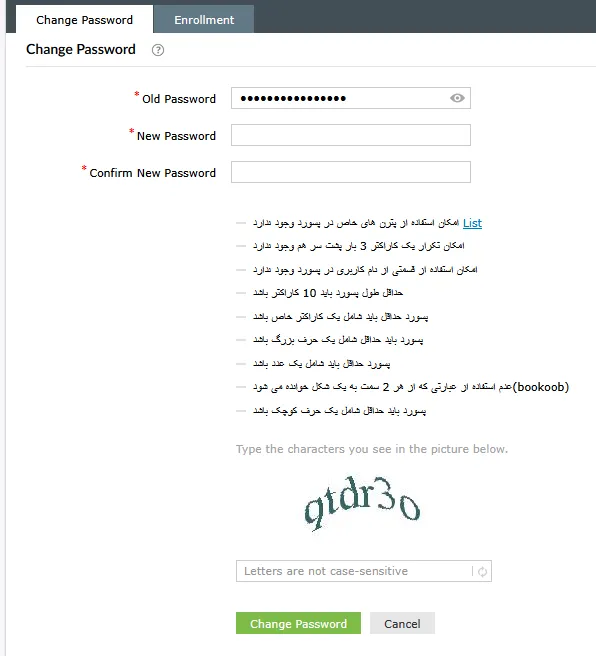 Change Password
Enrollment
Change Password ?
* Old Password ••••••••••••••••
* New Password
* Confirm New Password
امکان استفاده از پترن های خاص در پسورد وجود ندارد List
امکان تکرار یک کاراکتر 3 بار پشت سر هم وجود ندارد
امکان استفاده از قسمتی از نام کاربری در پسورد وجود ندارد
حداقل طول پسورد باید 10 کاراکتر باشد
پسورد حداقل باید شامل یک کاراکتر خاص باشد
پسورد باید حداقل شامل یک حرف بزرگ باشد
پسورد حداقل باید شامل یک عدد باشد
عدم استفاده از عبارتی که از هر 2 سمت به یک شکل خوانده می شود(bookoob)
پسورد باید حداقل شامل یک حرف کوچک باشد
Type the characters you see in the picture below.
qtdr30
Letters are not case-sensitive
Change Password
Cancel